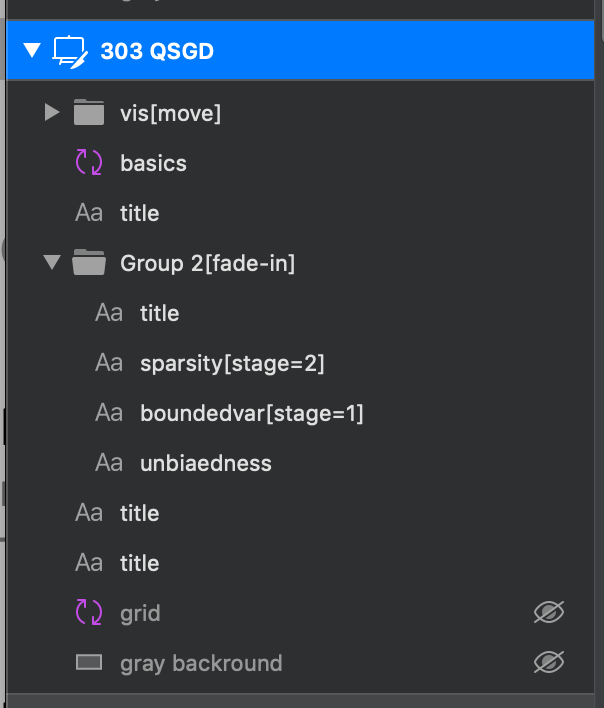 303 QSGD
vis[move]
basics
Aa title
Group 2[fade-in]
Aa title
Aa sparsity[stage=2]
Aa boundedvar[stage=1]
Aa unbiaedness
Aa title
Aa title
grid
gray backround